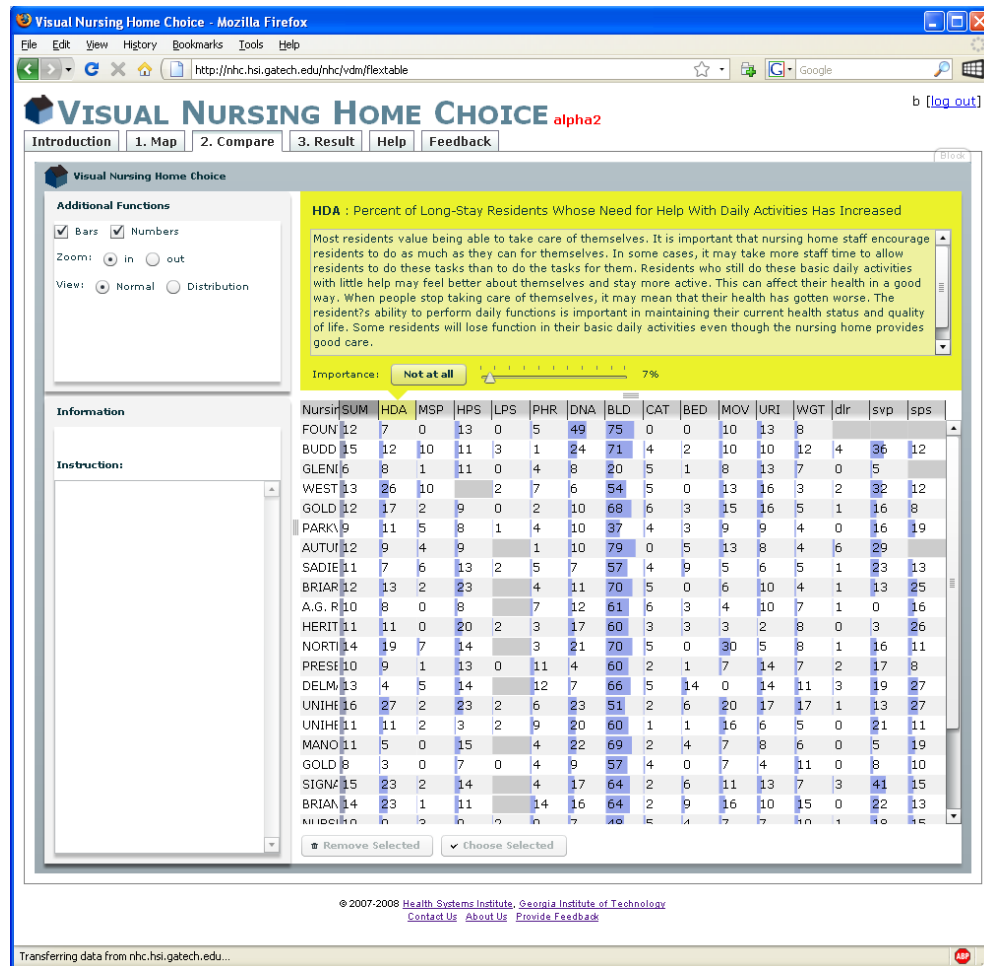 Visual Nursing Home Choice - Mozilla Firefox
File Edit View History Bookmarks Tools Help
http://nhc.hsi.gatech.edu/nhc/vdm/flextable
G Google
VISUAL NURSING HOME CHOICE alpha2
b [log out]
Introduction 1. Map 2. Compare 3. Result Help Feedback
Block
Visual Nursing Home Choice
Additional Functions
Bars Numbers
Zoom: in out
View: Normal Distribution
Information
Instruction:
HDA : Percent of Long-Stay Residents Whose Need for Help With Daily Activities Has Increased
Most residents value being able to take care of themselves. It is important that nursing home staff encourage
residents to do as much as they can for themselves. In some cases, it may take more staff time to allow
residents to do these tasks than to do the tasks for them. Residents who still do these basic daily activities
with little help may feel better about themselves and stay more active. This can affect their health in a good
way. When people stop taking care of themselves, it may mean that their health has gotten worse. The
resident?s ability to perform daily functions is important in maintaining their current health status and quality
of life. Some residents will lose function in their basic daily activities even though the nursing home provides
good care.
Importance: Not at all 7%
Nursin SUM HDA MSP HPS LPS PHR DNA BLD CAT BED MOV URI WGT dlr svp sps
FOUNT 12 7 0 13 0 5 49 75 0 0 10 13 8
BUDD 15 12 10 11 3 1 24 71 4 2 10 10 12 4 36 12
GLENI 6 8 1 11 0 4 8 20 5 1 8 13 7 0 5
WEST 13 26 10 2 7 6 54 5 0 13 16 3 2 32 12
GOLD 12 17 2 9 0 2 10 68 6 3 15 16 5 1 16 8
PARKV 9 11 5 8 1 4 10 37 4 3 9 9 4 0 16 19
AUTUM 12 9 4 9 1 10 79 0 5 13 8 4 6 29
SADIE 11 7 6 13 2 5 7 57 4 9 5 6 5 1 23 13
BRIAR 12 13 2 23 4 11 70 5 0 6 10 4 1 13 25
A.G. R 10 8 0 8 7 12 61 6 3 4 10 7 1 0 16
HERIT 11 11 0 20 2 3 17 60 3 3 3 2 8 0 3 26
NORTI 14 19 7 14 3 21 70 5 0 30 5 8 1 16 11
PRESE 10 9 1 13 0 11 4 60 2 1 7 14 7 2 17 8
DELMA 13 4 5 14 12 7 66 5 14 0 14 11 3 19 27
UNIHE 16 27 2 23 2 6 23 51 2 6 20 17 17 1 13 27
UNIHE 11 11 2 3 2 9 20 60 1 1 16 6 5 0 21 11
MANO 11 5 0 15 4 22 69 2 4 7 8 6 0 5 19
GOLD 8 3 0 7 0 4 9 57 4 0 7 4 11 0 8 10
SIGNA 15 23 2 14 4 17 64 2 6 11 13 7 3 41 15
BRIAN 14 23 1 11 14 16 64 2 9 16 10 15 0 22 13
Remove Selected Choose Selected
© 2007-2008 Health Systems Institute, Georgia Institute of Technology
Contact Us About Us Provide Feedback
Transferring data from nhc.hsi.gatech.edu...
ABP